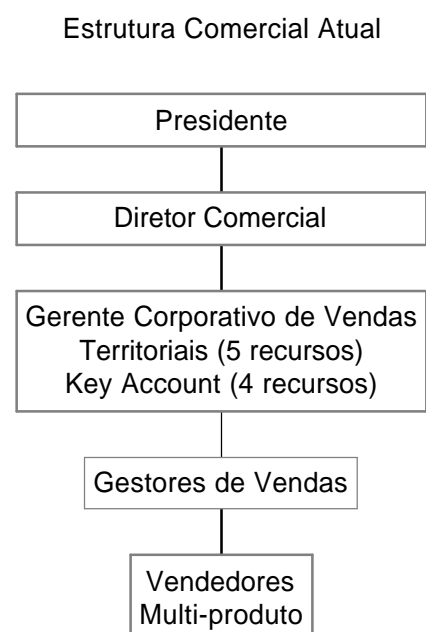 Estrutura Comercial Atual
Presidente
Diretor Comercial
Gerente Corporativo de Vendas
Territoriais (5 recursos)
Key Account (4 recursos)
Gestores de Vendas
Vendedores
Multi-produto